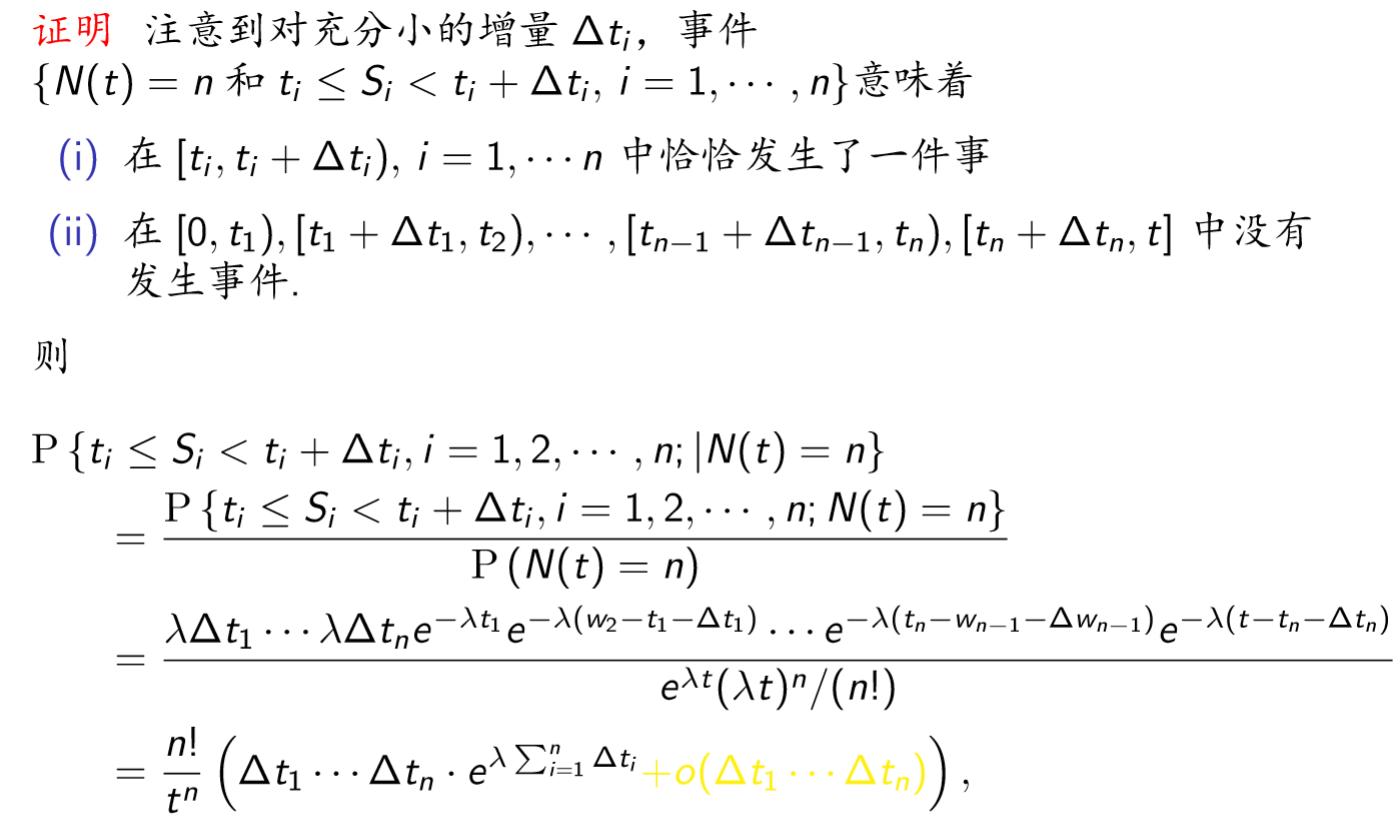 证明 注意到对充分小的增量 Δt_i，事件
{N(t) = n 和 t_i ≤ S_i < t_i + Δt_i, i = 1, ⋯ , n}意味着
(i) 在 [t_i, t_i + Δt_i), i = 1, ⋯ n 中恰恰发生了一件事
(ii) 在 [0, t_1), [t_1 + Δt_1, t_2), ⋯ , [t_{n−1} + Δt_{n−1}, t_n), [t_n + Δt_n, t] 中没有
发生事件.
则
P {t_i ≤ S_i < t_i + Δt_i, i = 1, 2, ⋯ , n; |N(t) = n}
= \frac{P {t_i ≤ S_i < t_i + Δt_i, i = 1, 2, ⋯ , n; N(t) = n}}{P (N(t) = n)}
= \frac{λΔt_1 ⋯ λΔt_n e^{−λt_1} e^{−λ(w_2−t_1−Δt_1)} ⋯ e^{−λ(t_n−w_{n−1}−Δw_{n−1})} e^{−λ(t−t_n−Δt_n)}}{e^{λt}(λt)^n/(n!)}
= \frac{n!}{t^n} (Δt_1 ⋯ Δt_n · e^{λ ∑_{i=1}^{n} Δt_i} +o(Δt_1 ⋯ Δt_n)) ,